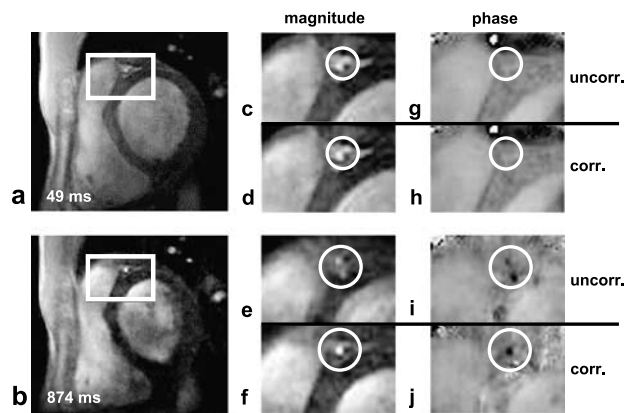 magnitude phase
c g uncorr.
a 49 ms d h corr.
e i uncorr.
b 874 ms f j corr.